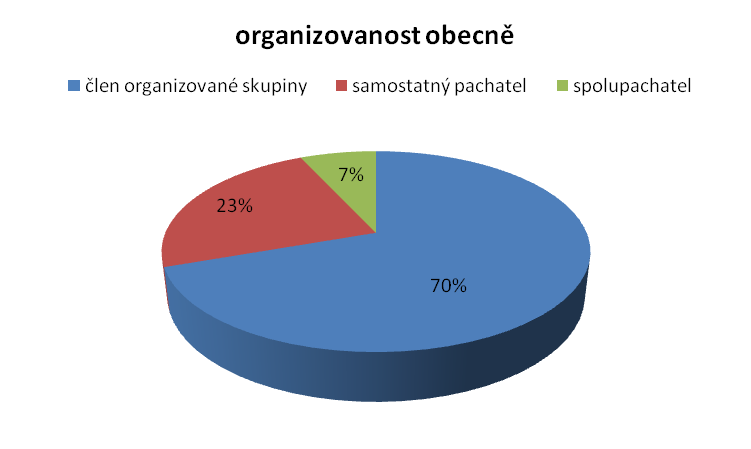 organizovanost obecně
člen organizované skupiny samostatný pachatel spolupachatel
7%
23%
70%